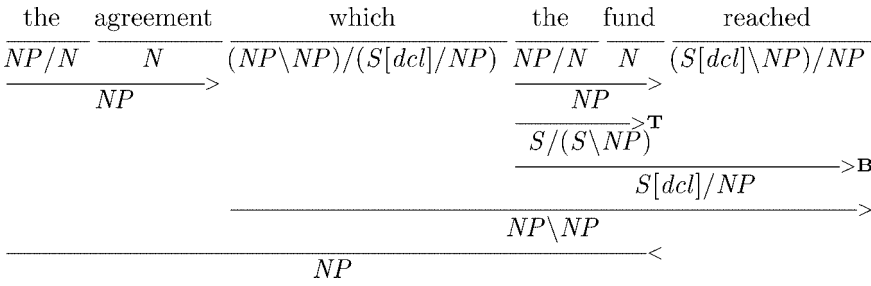 the agreement which the fund reached
NP/N N (NP\NP)/(S[dcl]/NP) NP/N N (S[dcl]\NP)/NP
> >
NP NP
>T
S/(S\NP)
>B
S[dcl]/NP
>
NP\NP
<
NP